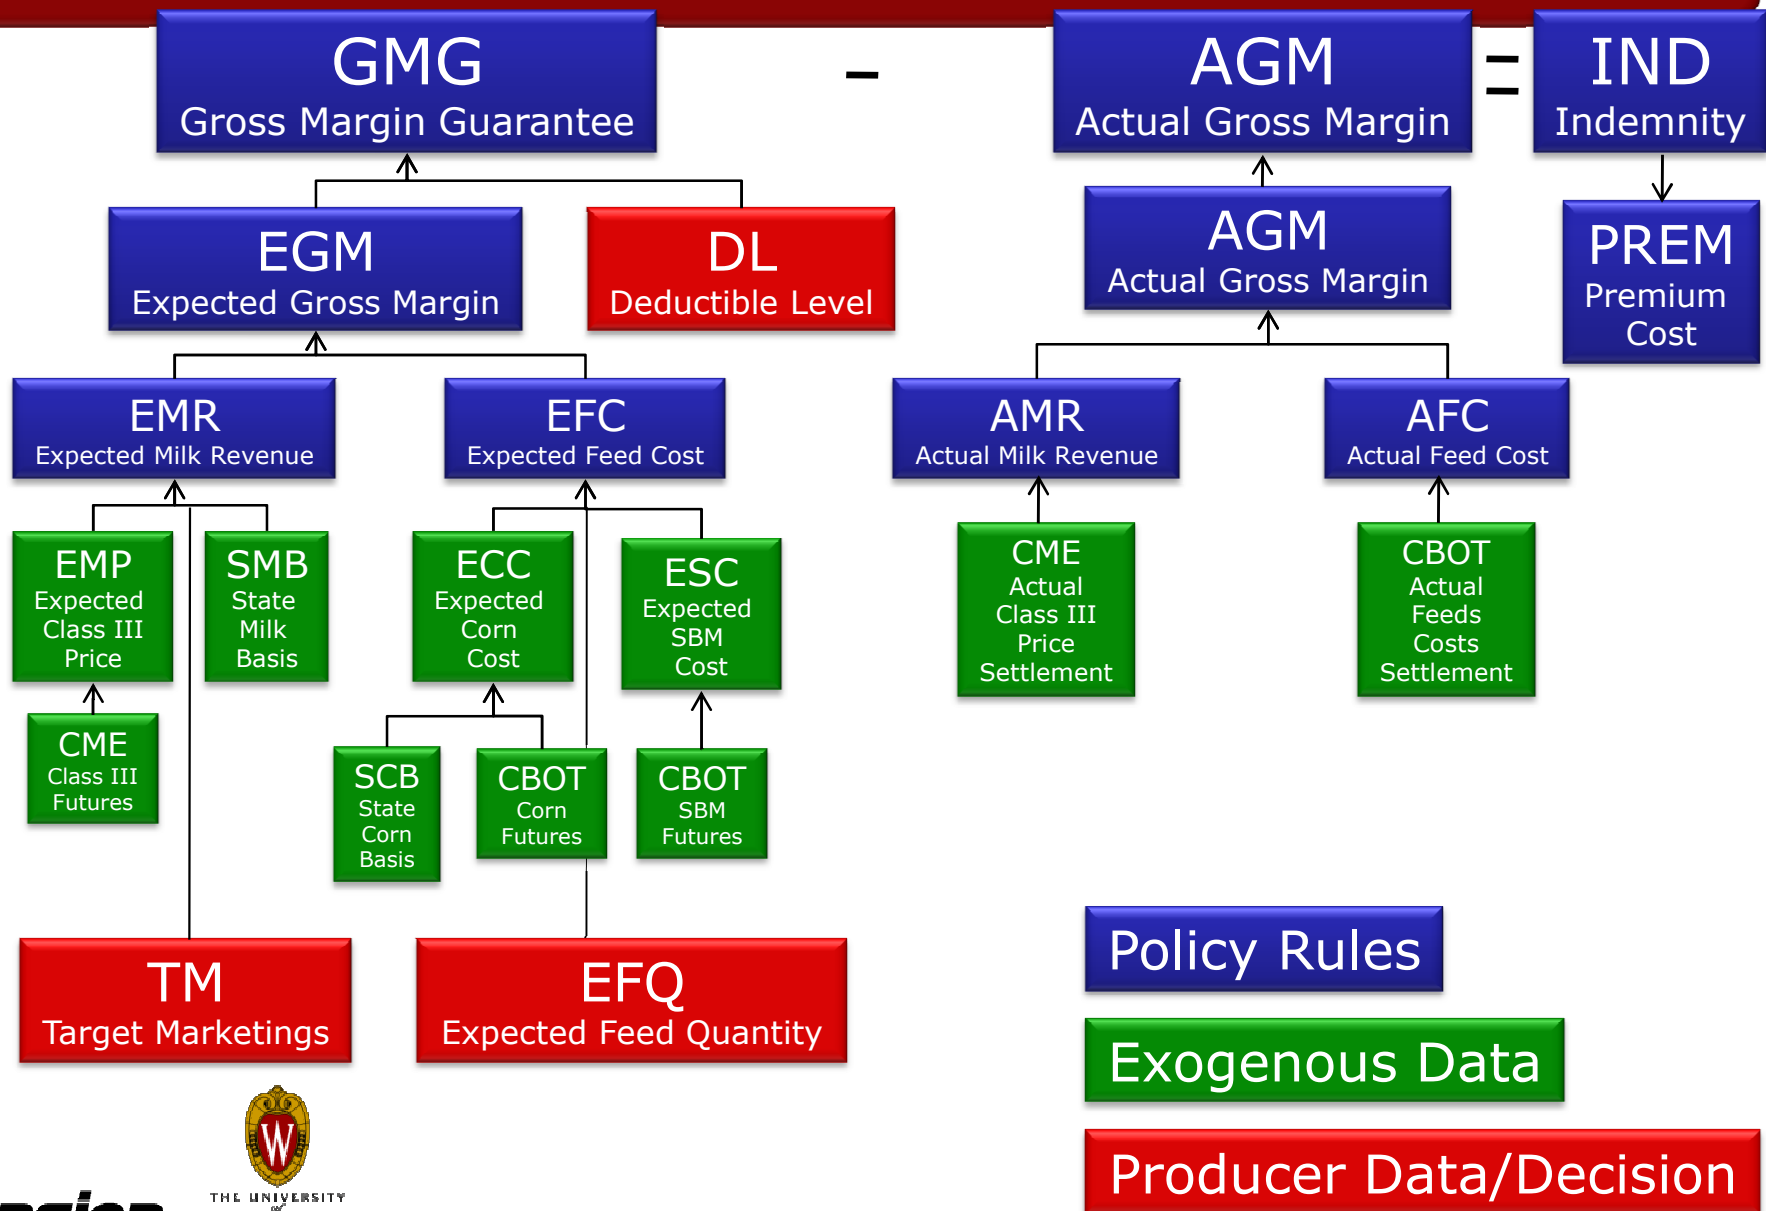 GMG
Gross Margin Guarantee
-
AGM
Actual Gross Margin
=
IND
Indemnity
EGM
Expected Gross Margin
DL
Deductible Level
AGM
Actual Gross Margin
PREM
Premium
Cost
EMR
Expected Milk Revenue
EFC
Expected Feed Cost
AMR
Actual Milk Revenue
AFC
Actual Feed Cost
EMP
Expected
Class III
Price
SMB
State
Milk
Basis
ECC
Expected
Corn
Cost
ESC
Expected
SBM
Cost
CME
Actual
Class III
Price
Settlement
CBOT
Actual
Feeds
Costs
Settlement
CME
Class III
Futures
SCB
State
Corn
Basis
CBOT
Corn
Futures
CBOT
SBM
Futures
TM
Target Marketings
EFQ
Expected Feed Quantity
Policy Rules
Exogenous Data
Producer Data/Decision
W
THE UNIVERSITY